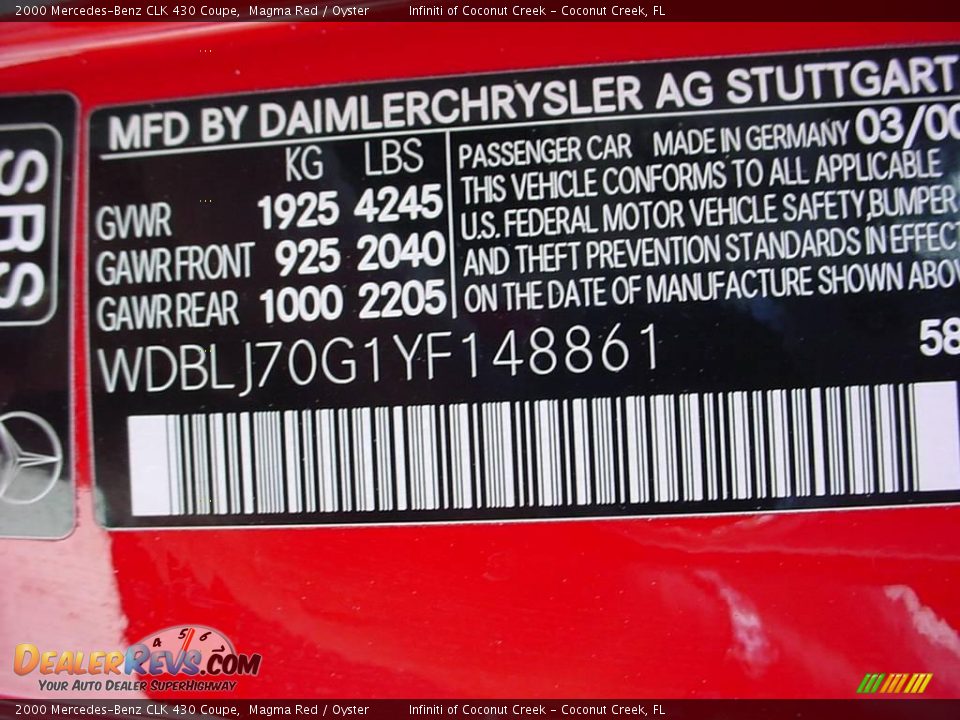 2000 Mercedes-Benz CLK 430 Coupe, Magma Red / Oyster Infiniti of Coconut Creek - Coconut Creek, FL
SRS
MFD BY DAIMLERCHRYSLER AG STUTTGART
KG LBS
GVWR 1925 4245
GAWR FRONT 925 2040
GAWR REAR 1000 2205
PASSENGER CAR MADE IN GERMANY 03/00
THIS VEHICLE CONFORMS TO ALL APPLICABLE
U.S. FEDERAL MOTOR VEHICLE SAFETY, BUMPER,
AND THEFT PREVENTION STANDARDS IN EFFECT
ON THE DATE OF MANUFACTURE SHOWN ABOV
WDBLJ70G1YF148861
58
4 5 6
DEALERREVS.COM
YOUR AUTO DEALER SUPERHIGHWAY
2000 Mercedes-Benz CLK 430 Coupe, Magma Red / Oyster Infiniti of Coconut Creek - Coconut Creek, FL